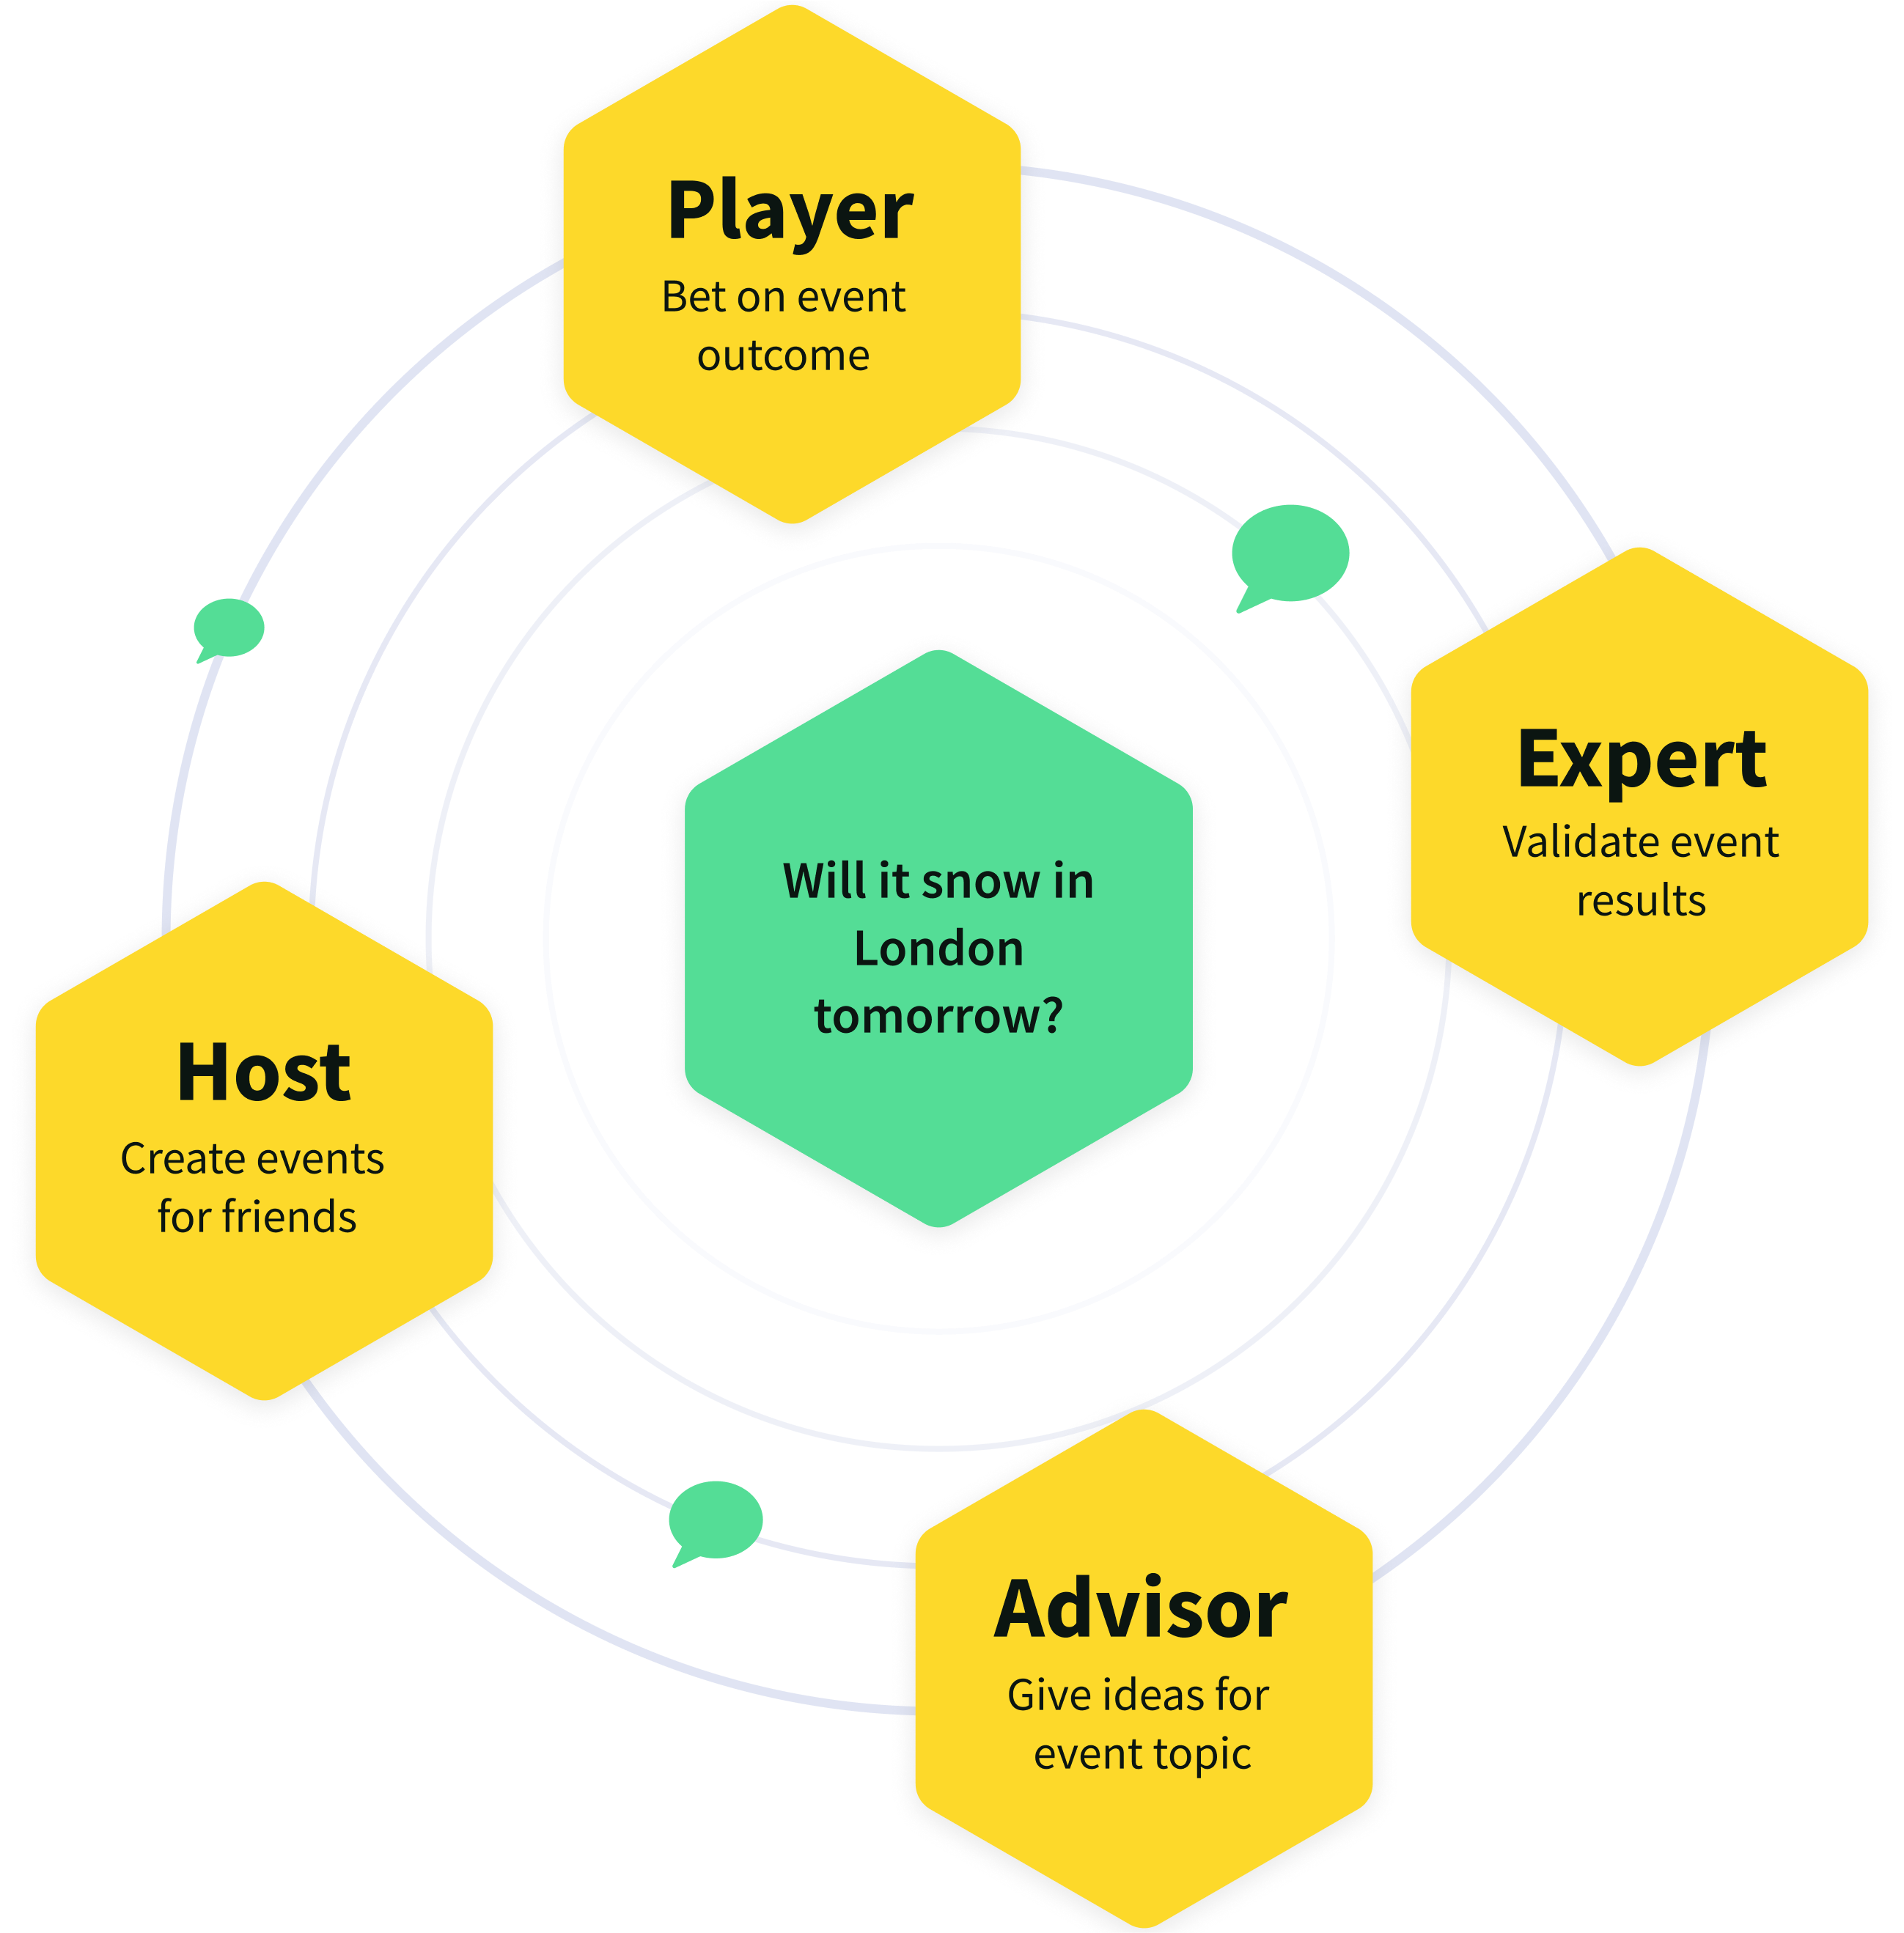 Player
Bet on event
outcome
Expert
Validate event
results
Will it snow in
London
tomorrow?
Host
Create events
for friends
Advisor
Give ideas for
event topic